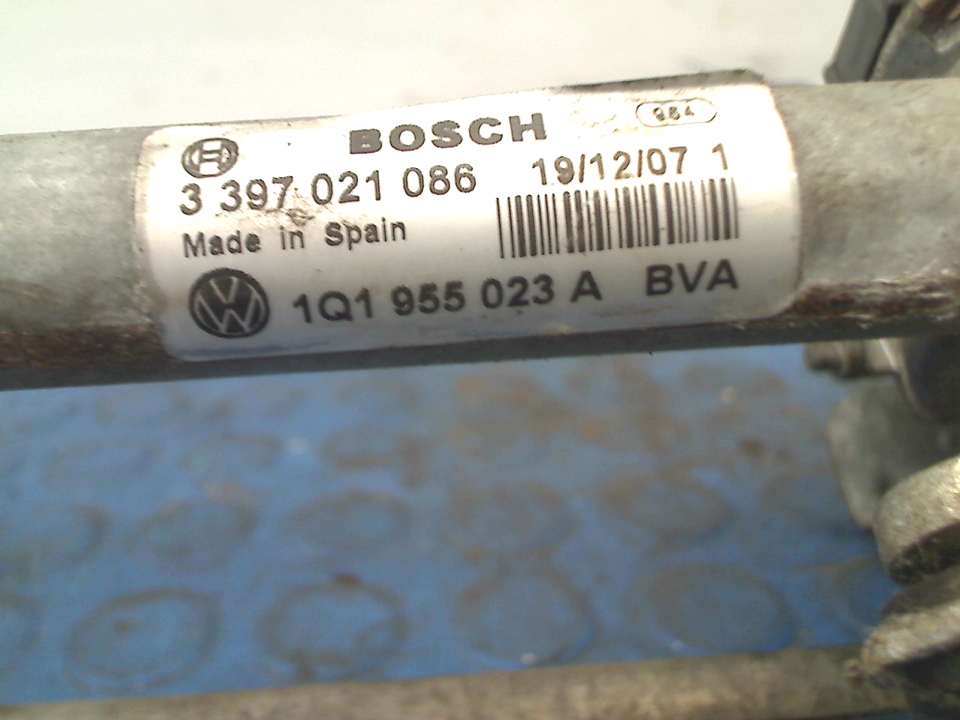 BOSCH 984
3 397 021 086 19/12/07 1
Made in Spain
1Q1 955 023 A BVA